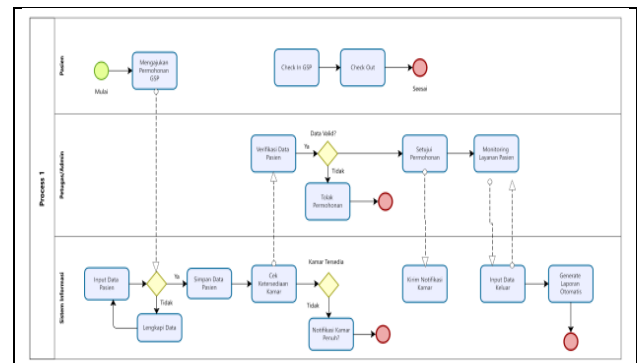 Process 1
Pasien
Mulai
Mengajukan
Permohonan
GSP
Check In GSP
Check Out
Petugas/Admin
Verifikasi Data
Pasien
Ya
Data Valid?
Tidak
Tolak
Permohonan
Setujui
Permohonan
Monitoring
Layanan Pasien
Sistem Informasi
Input Data
Pasien
Ya
Tidak
Lengkapi Data
Simpan Data
Pasien
Cek
Ketersediaan
Kamar
Kamar Tersedia
Tidak
Notifikasi Kamar
Penuh?
Kirim Notifikasi
Kamar
Input Data
Keluar
Generate
Laporan
Otomatis